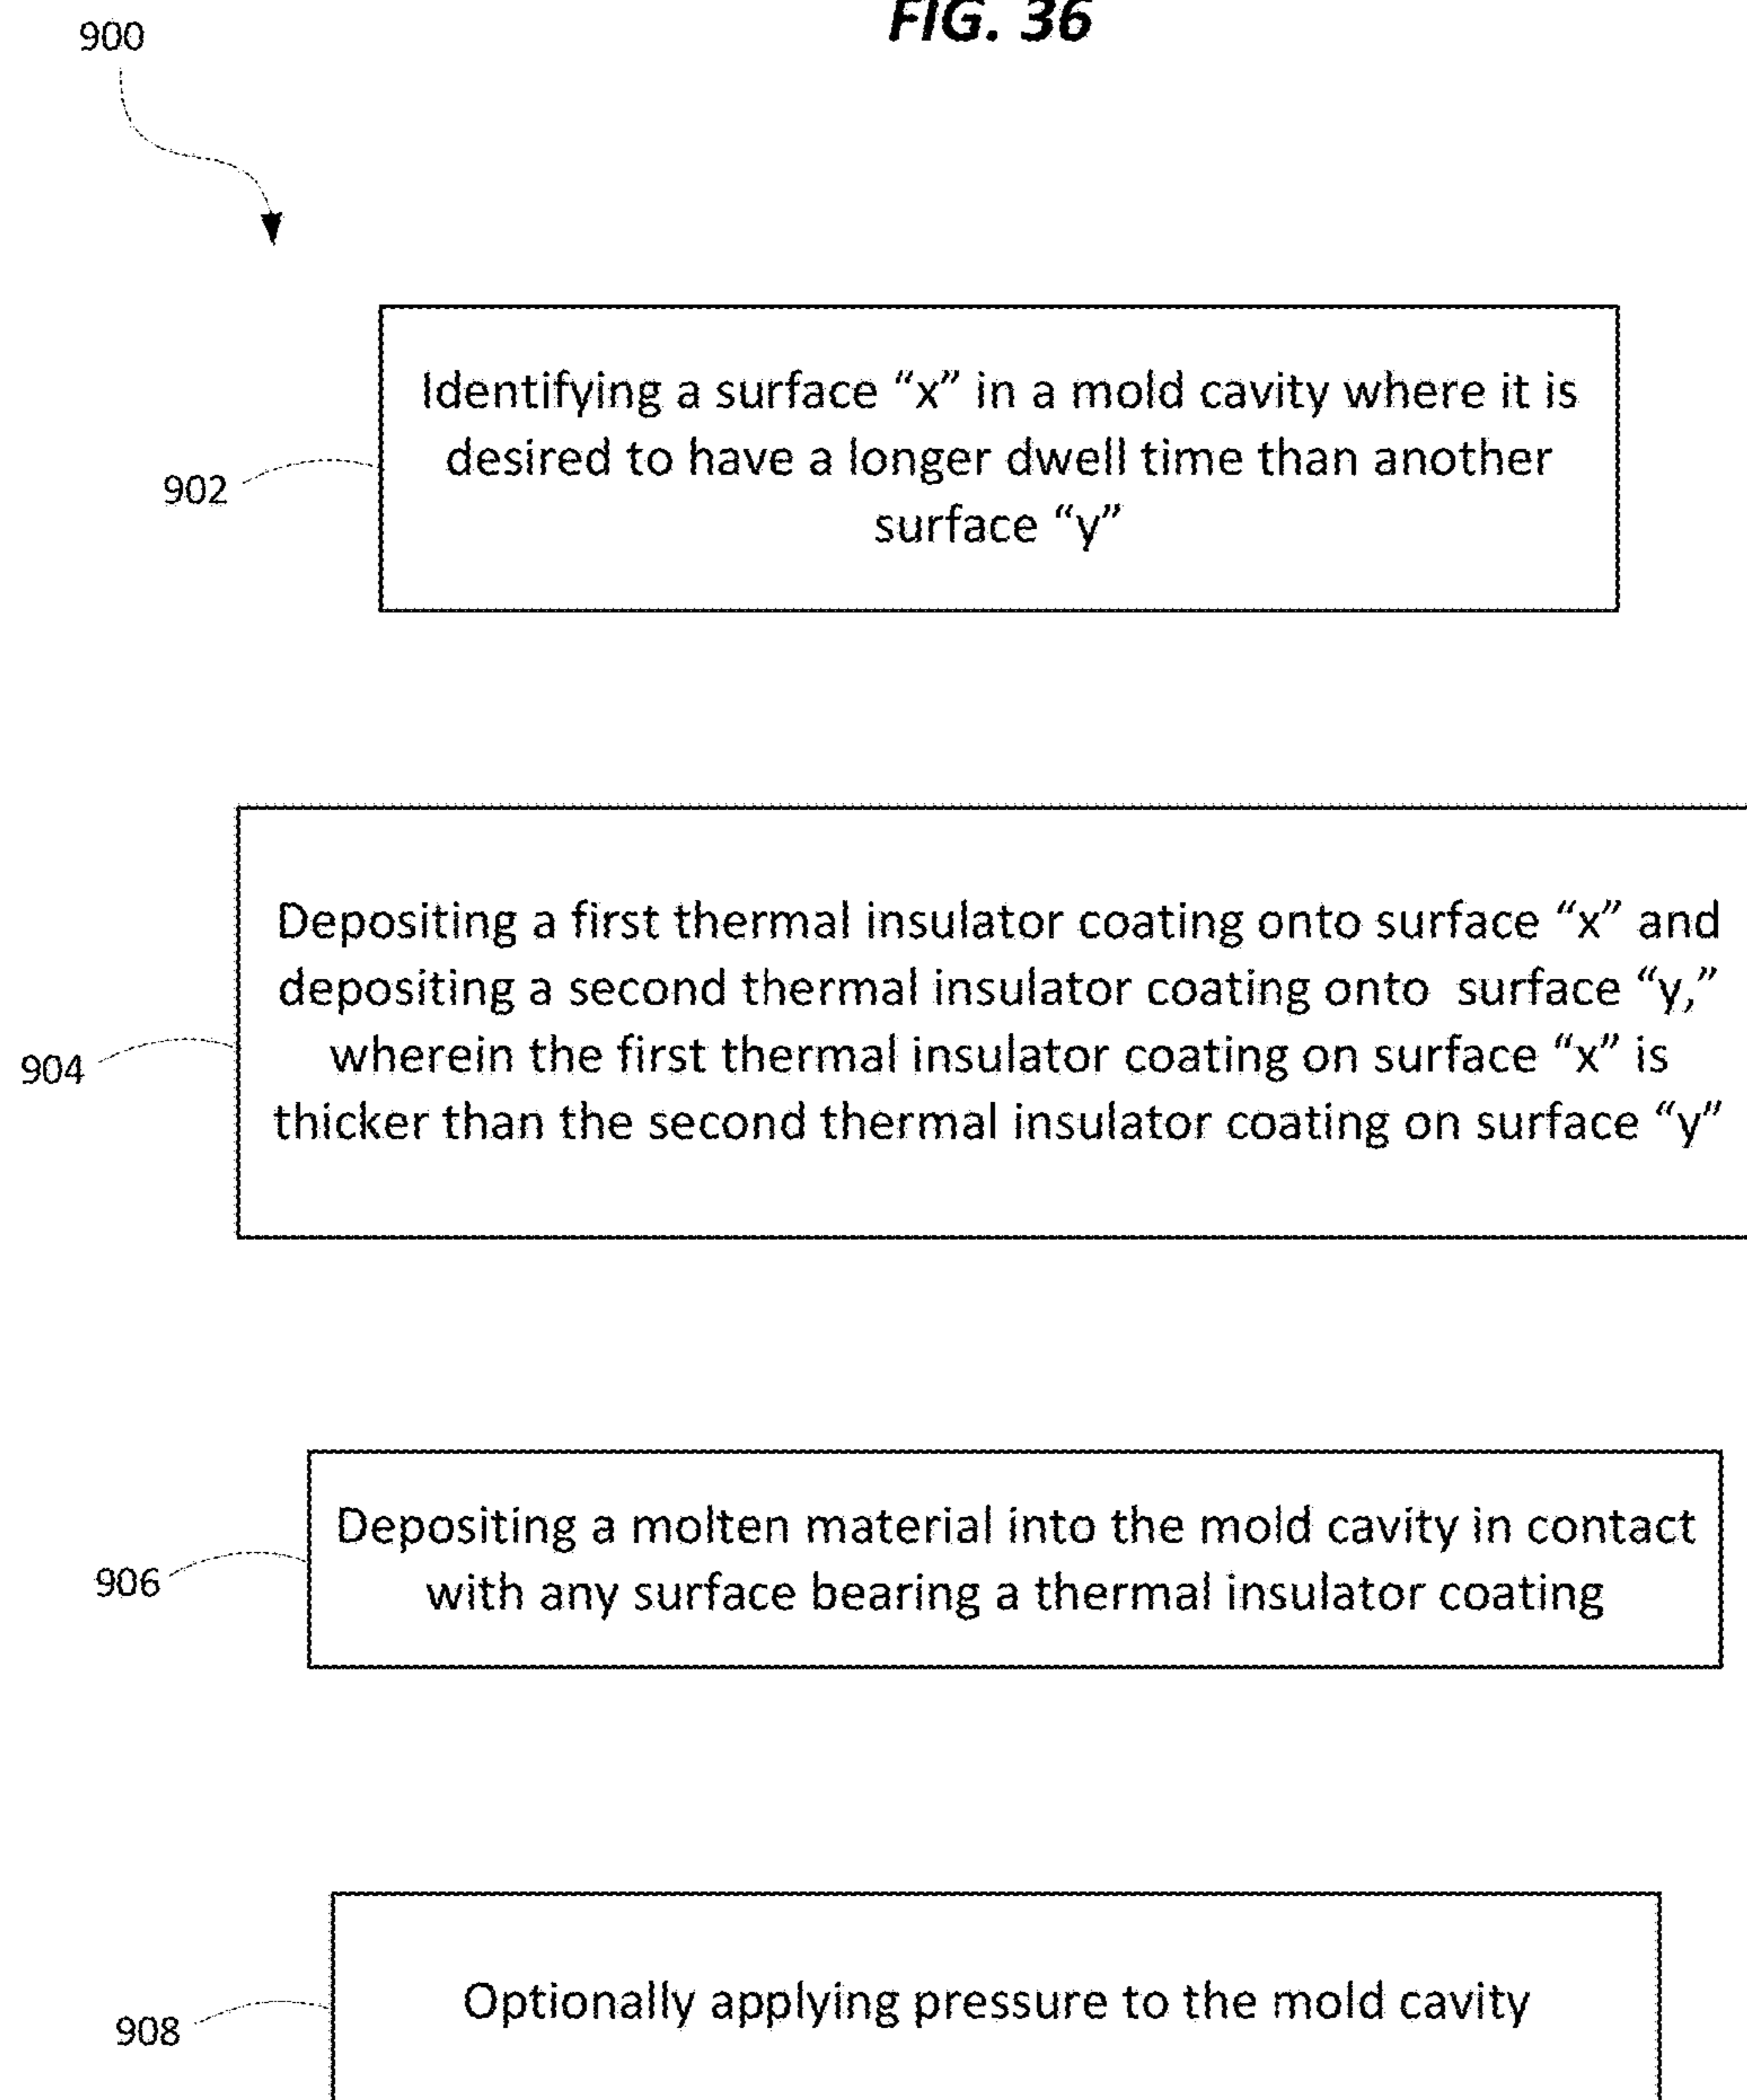 FIG. 36
900
Identifying a surface “x” in a mold cavity where it is
desired to have a longer dwell time than another
surface “y”
902
Depositing a first thermal insulator coating onto surface “x” and
depositing a second thermal insulator coating onto surface “y,”
wherein the first thermal insulator coating on surface “x” is
thicker than the second thermal insulator coating on surface “y”
904
Depositing a molten material into the mold cavity in contact
with any surface bearing a thermal insulator coating
906
Optionally applying pressure to the mold cavity
908